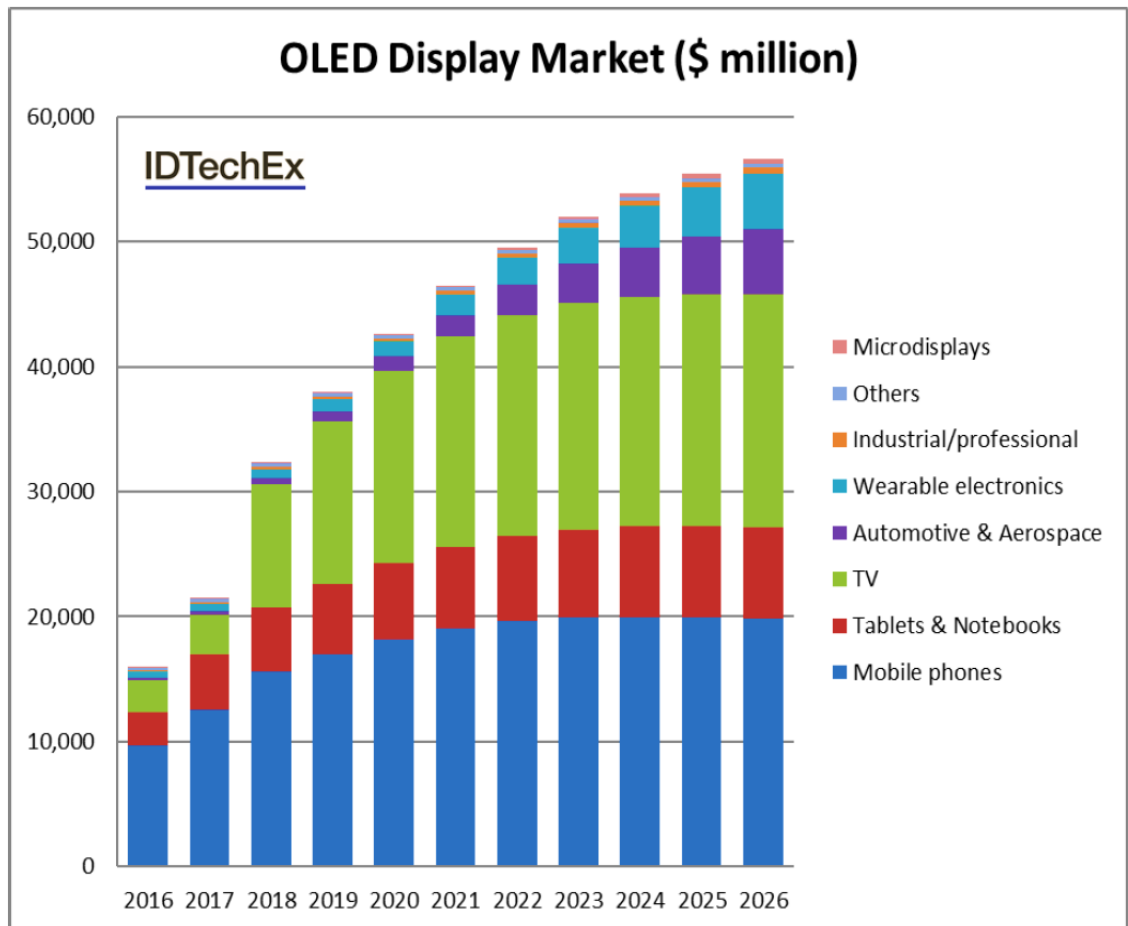 OLED Display Market ($ million)
IDTechEx
60,000
50,000
40,000
30,000
20,000
10,000
0
2016 2017 2018 2019 2020 2021 2022 2023 2024 2025 2026
Microdisplays
Others
Industrial/professional
Wearable electronics
Automotive & Aerospace
TV
Tablets & Notebooks
Mobile phones